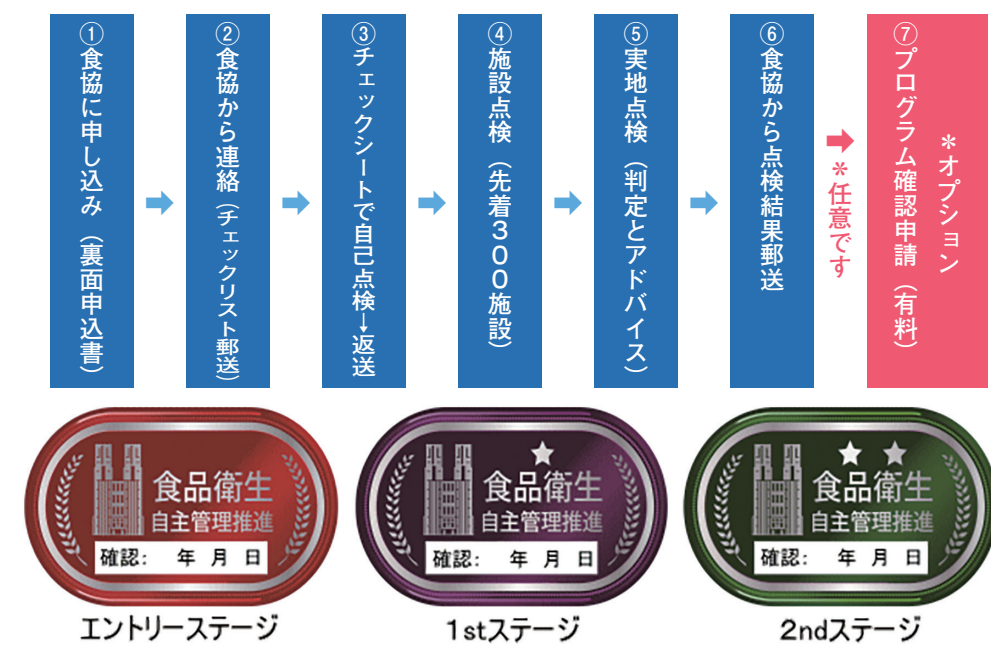 ①食協に申し込み（裏面申込書）
②食協から連絡（チェックリスト郵送）
③チェックシートで自己点検→返送
④施設点検（先着３００施設）
⑤実地点検（判定とアドバイス）
⑥食協から点検結果郵送
＊任意です
⑦プログラム確認申請（有料）
＊オプション
食品衛生
自主管理推進
確認: 年 月 日
エントリーステージ
食品衛生
自主管理推進
確認: 年 月 日
1stステージ
食品衛生
自主管理推進
確認: 年 月 日
2ndステージ